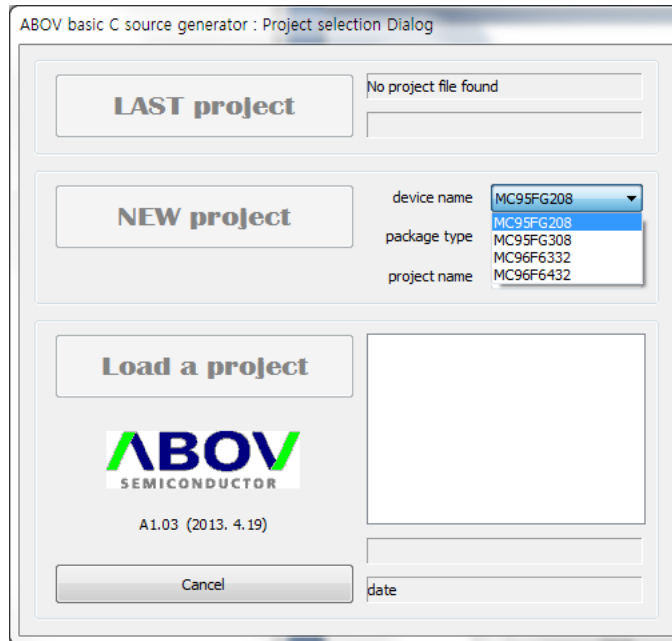 ABOV basic C source generator : Project selection Dialog
LAST project
No project file found
NEW project
device name
MC95FG208
MC95FG208
MC95FG308
MC96F6332
MC96F6432
package type
project name
Load a project
ABOV
SEMICONDUCTOR
A1.03 (2013. 4.19)
Cancel
date